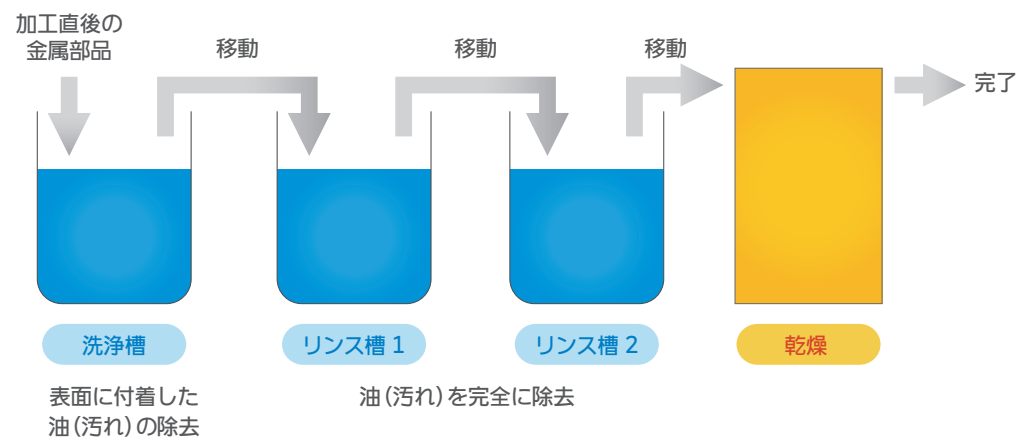 加工直後の
金属部品
移動
移動
移動
完了
洗浄槽
リンス槽 1
リンス槽 2
乾燥
表面に付着した
油(汚れ)の除去
油(汚れ)を完全に除去